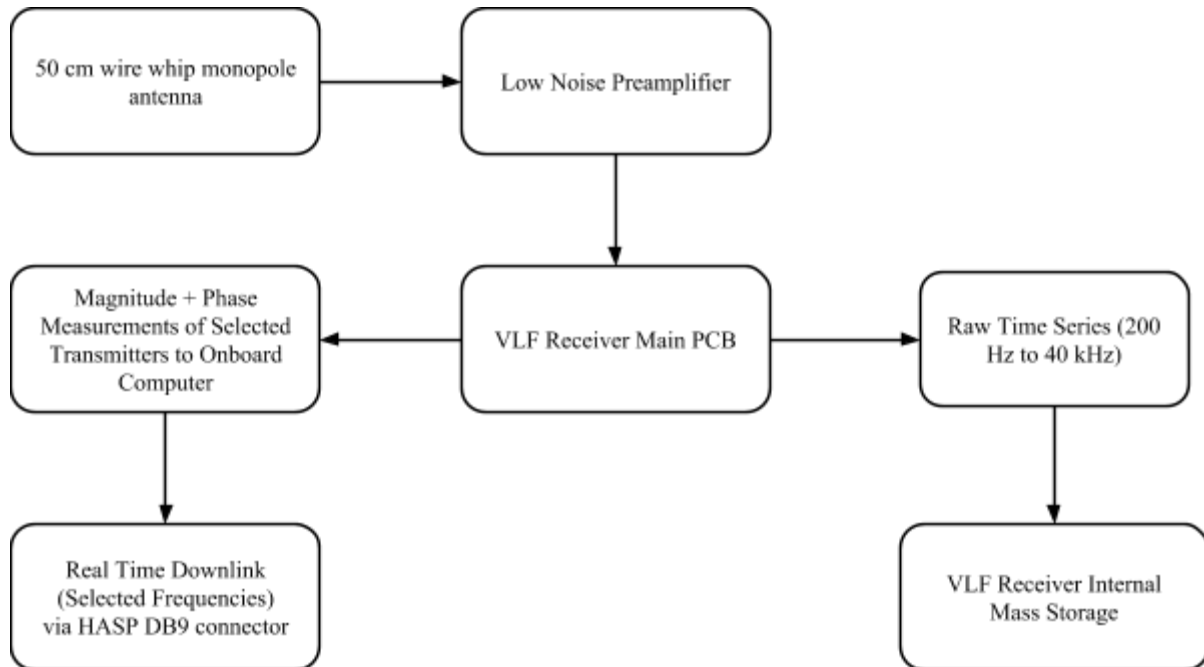 50 cm wire whip monopole
antenna
Low Noise Preamplifier
Magnitude + Phase
Measurements of Selected
Transmitters to Onboard
Computer
VLF Receiver Main PCB
Raw Time Series (200
Hz to 40 kHz)
Real Time Downlink
(Selected Frequencies)
via HASP DB9 connector
VLF Receiver Internal
Mass Storage